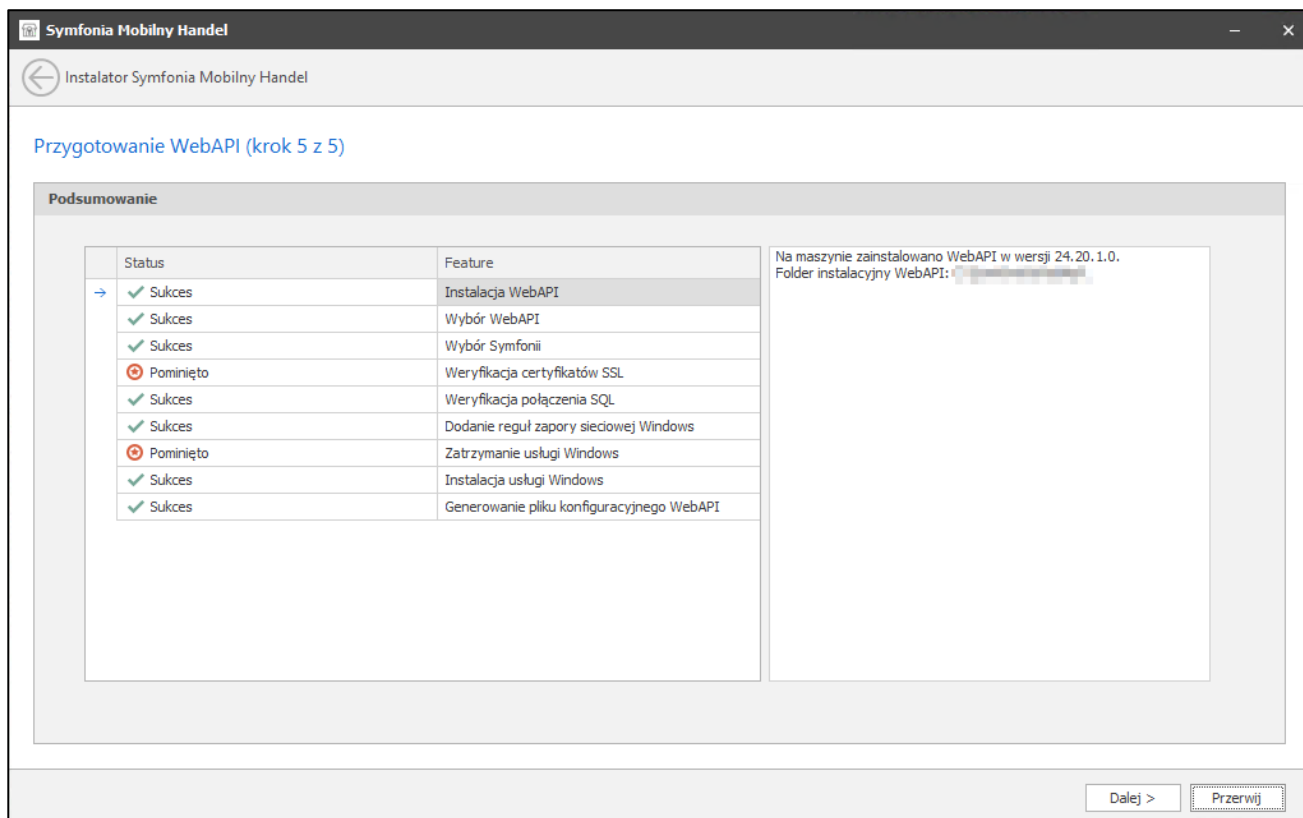 Symfonia Mobilny Handel
Instalator Symfonia Mobilny Handel
Przygotowanie WebAPI (krok 5 z 5)
Podsumowanie
Status Feature
Sukces Instalacja WebAPI
Sukces Wybór WebAPI
Sukces Wybór Symfonii
Pominięto Weryfikacja certyfikatów SSL
Sukces Weryfikacja połączenia SQL
Sukces Dodanie reguł zapory sieciowej Windows
Pominięto Zatrzymanie usługi Windows
Sukces Instalacja usługi Windows
Sukces Generowanie pliku konfiguracyjnego WebAPI
Na maszynie zainstalowano WebAPI w wersji 24.20.1.0.
Folder instalacyjny WebAPI:
Dalej > Przerwij